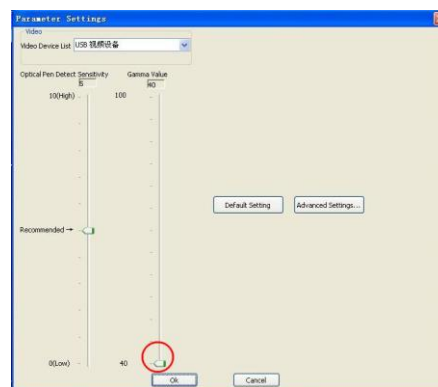 Parameter Settings
Video
Video Device List USB 视频设备
Optical Pen Detect Sensitivity
Gamma Value
5
10(High)
100
Recommended →
Default Setting
Advanced Settings...
0(Low)
40
Ok
Cancel